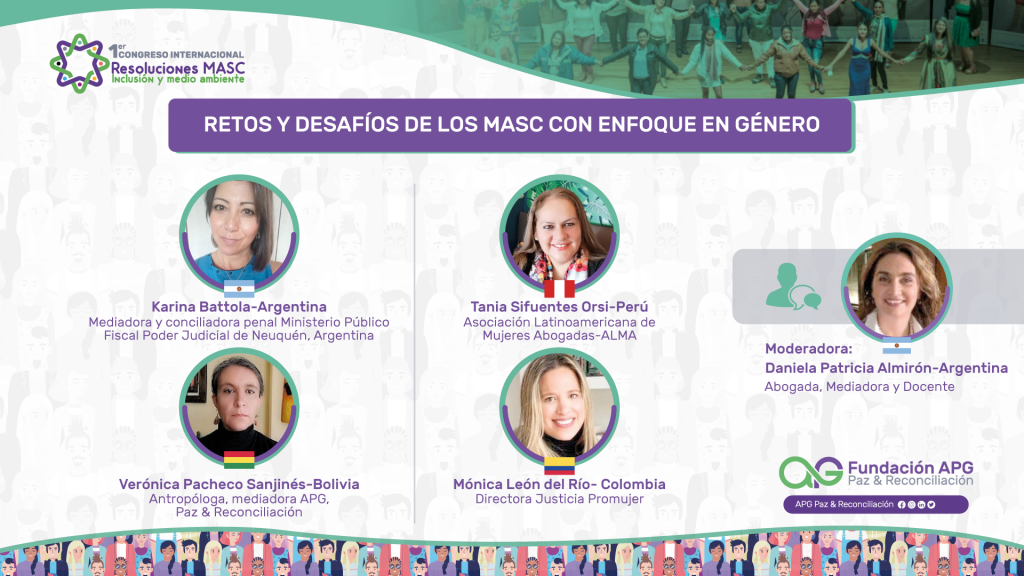 1er
CONGRESO INTERNACIONAL
Resoluciones MASC
Inclusión y medio ambiente
RETOS Y DESAFÍOS DE LOS MASC CON ENFOQUE EN GÉNERO
Karina Battola-Argentina
Mediadora y conciliadora penal Ministerio Público
Fiscal Poder Judicial de Neuquén, Argentina
Tania Sifuentes Orsi-Perú
Asociación Latinoamericana de
Mujeres Abogadas-ALMA
Verónica Pacheco Sanjinés-Bolivia
Antropóloga, mediadora APG,
Paz & Reconciliación
Mónica León del Río- Colombia
Directora Justicia Promujer
Moderadora:
Daniela Patricia Almirón-Argentina
Abogada, Mediadora y Docente
APG
Fundación APG
Paz & Reconciliación
APG Paz & Reconciliación